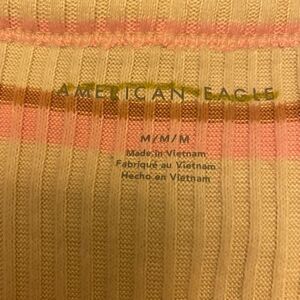 AMERICAN EAGLE
M/M/M
Made in Vietnam
Fabriqué au Vietnam
Hecho en Vietnam